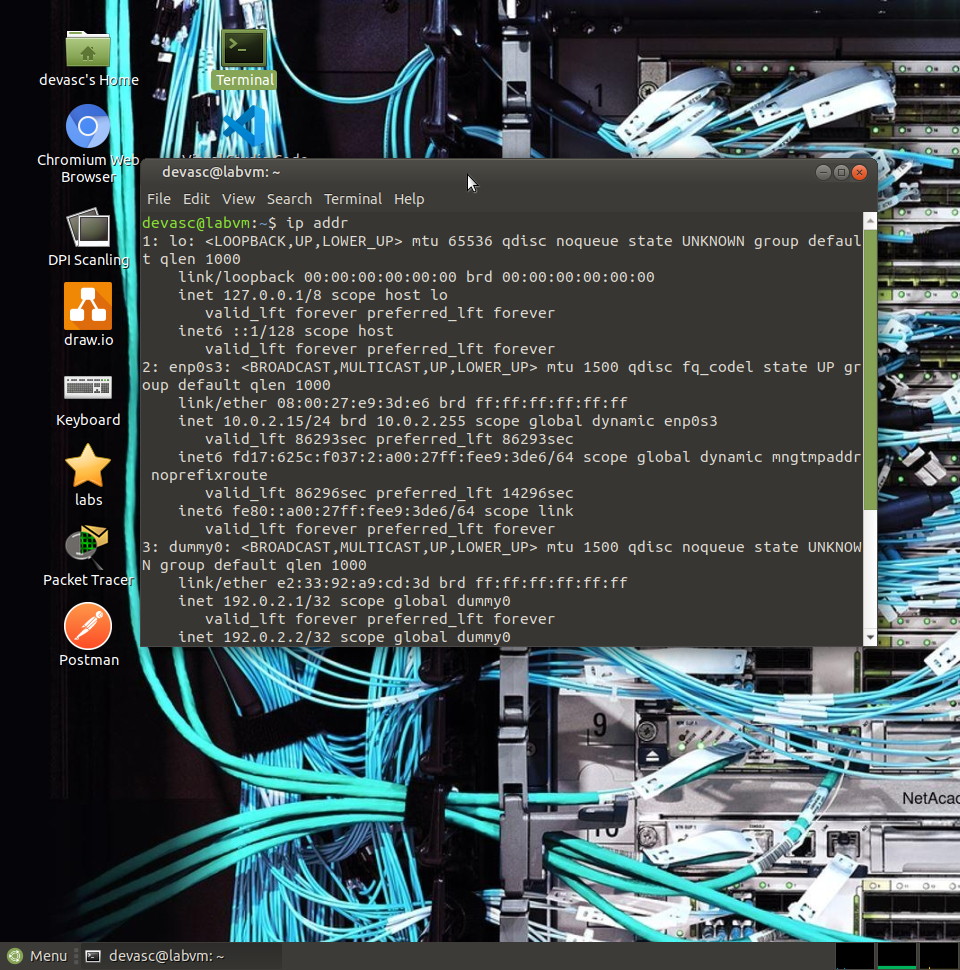 devasc's Home
Terminal
Chromium Web
Browser
DPI Scanling
draw.io
Keyboard
labs
Packet Tracer
Postman
devasc@labvm: ~
File Edit View Search Terminal Help
devasc@labvm:~$ ip addr
1: lo: <LOOPBACK,UP,LOWER_UP> mtu 65536 qdisc noqueue state UNKNOWN group defaul
t qlen 1000
    link/loopback 00:00:00:00:00:00 brd 00:00:00:00:00:00
    inet 127.0.0.1/8 scope host lo
       valid_lft forever preferred_lft forever
    inet6 ::1/128 scope host
       valid_lft forever preferred_lft forever
2: enp0s3: <BROADCAST,MULTICAST,UP,LOWER_UP> mtu 1500 qdisc fq_codel state UP gr
oup default qlen 1000
    link/ether 08:00:27:e9:3d:e6 brd ff:ff:ff:ff:ff:ff
    inet 10.0.2.15/24 brd 10.0.2.255 scope global dynamic enp0s3
       valid_lft 86293sec preferred_lft 86293sec
    inet6 fd17:625c:f037:2:a00:27ff:fee9:3de6/64 scope global dynamic mngtmpaddr
 noprefixroute
       valid_lft 86296sec preferred_lft 14296sec
    inet6 fe80::a00:27ff:fee9:3de6/64 scope link
       valid_lft forever preferred_lft forever
3: dummy0: <BROADCAST,MULTICAST,UP,LOWER_UP> mtu 1500 qdisc noqueue state UNKNOW
N group default qlen 1000
    link/ether e2:33:92:a9:cd:3d brd ff:ff:ff:ff:ff:ff
    inet 192.0.2.1/32 scope global dummy0
       valid_lft forever preferred_lft forever
    inet 192.0.2.2/32 scope global dummy0
1
9
10
NetAcad
Menu
devasc@labvm: ~